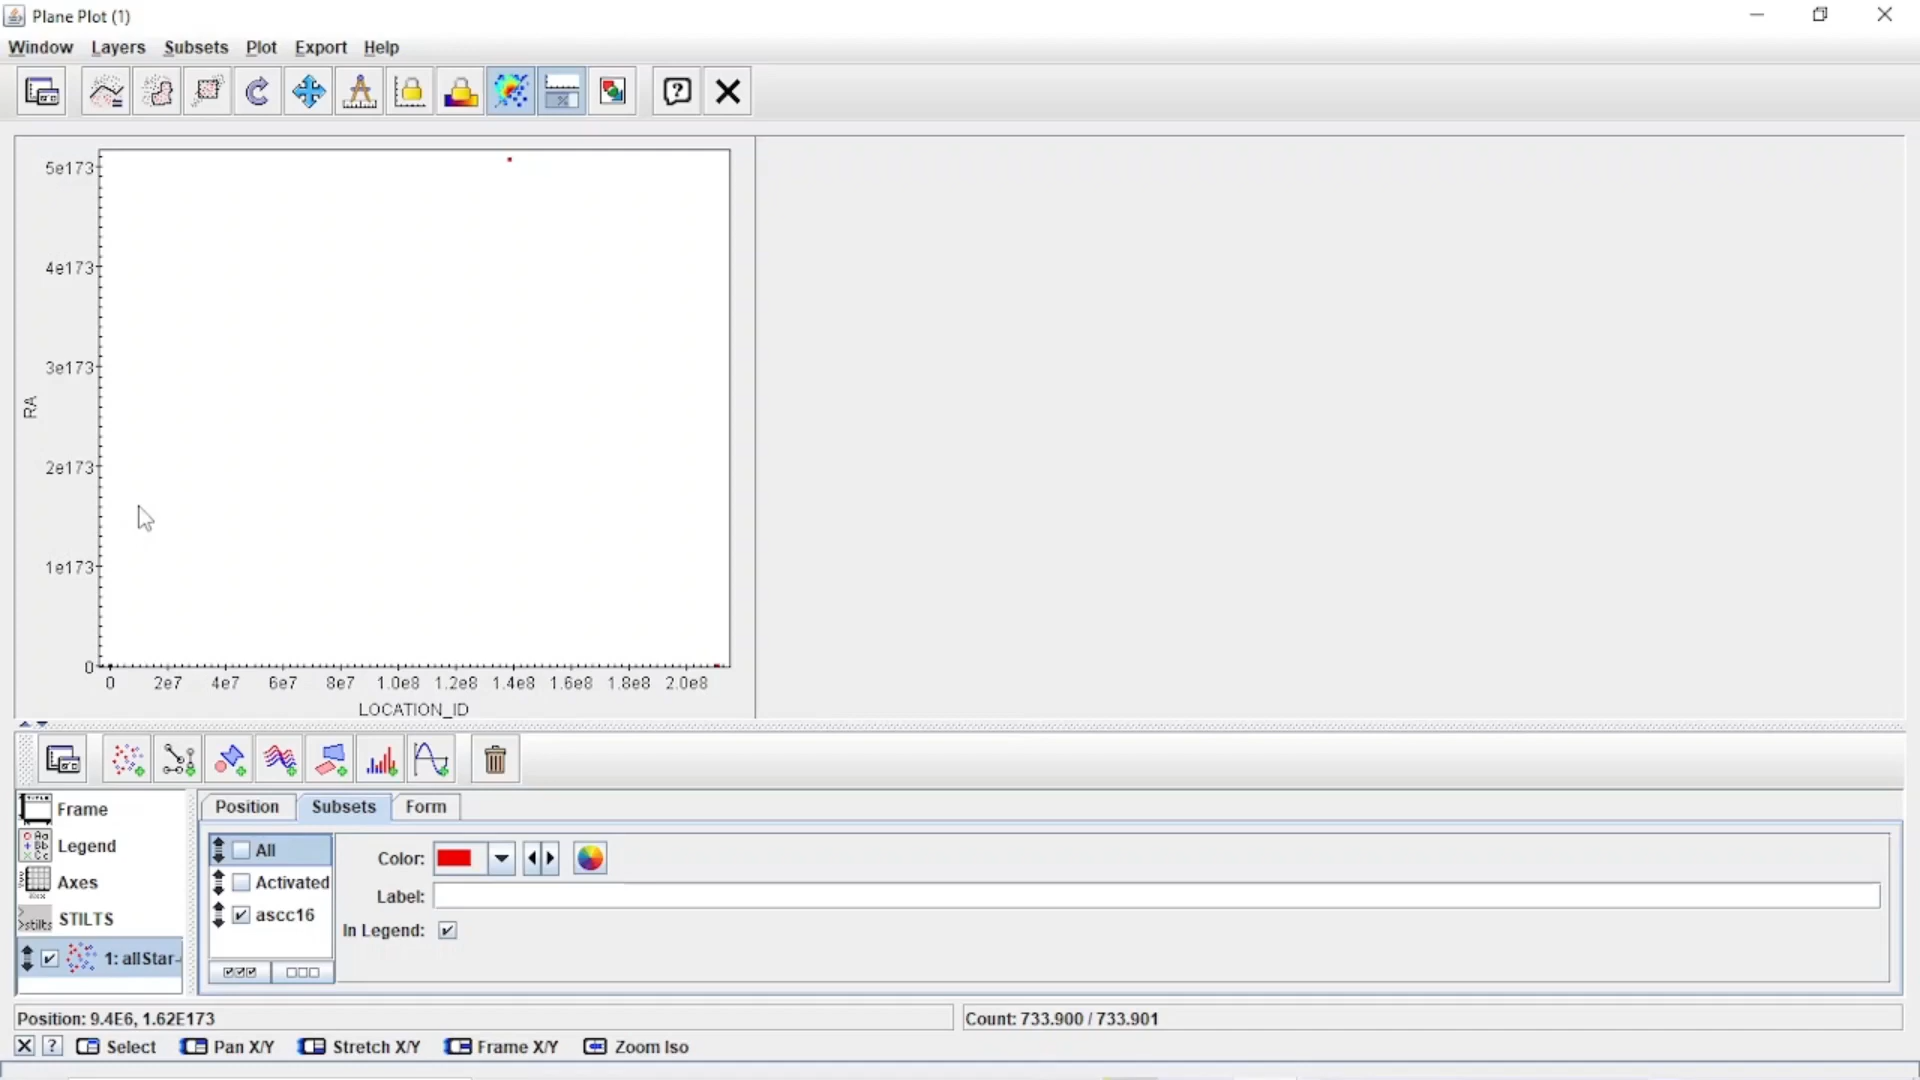 Plane Plot (1)
Window Layers Subsets Plot Export Help
5e173
4e173
3e173
RA
2e173
1e173
0
0 2e7 4e7 6e7 8e7 1.0e8 1.2e8 1.4e8 1.6e8 1.8e8 2.0e8
LOCATION_ID
Frame
Legend
Axes
STILTS
1: allStar-
Position Subsets Form
All
Activated
ascc16
Color:
Label:
In Legend:
Position: 9.4E6, 1.62E173
Count: 733.900 / 733.901
Select Pan X/Y Stretch X/Y Frame X/Y Zoom Iso